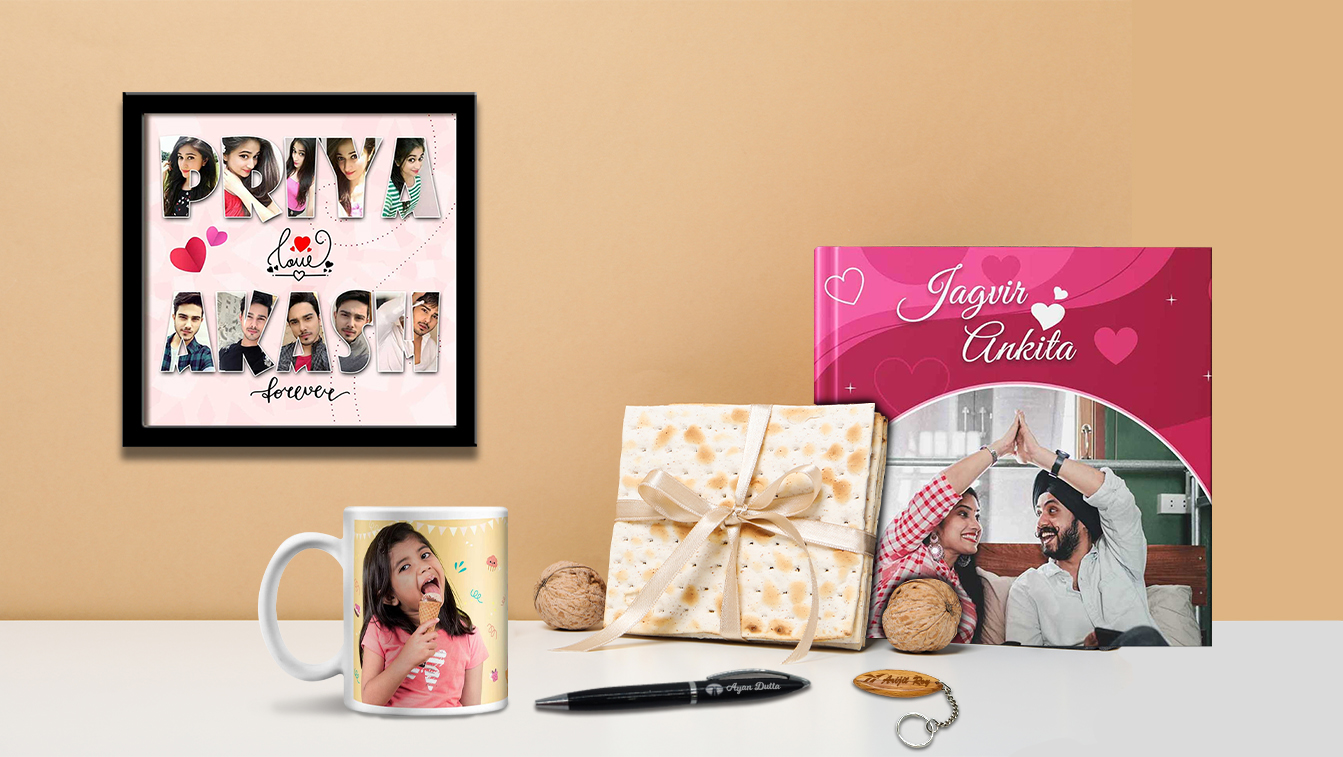 PRIYA
love
AKASH
forever
Jagvir
Ankita
Ayan Dutta
Arijit Roy